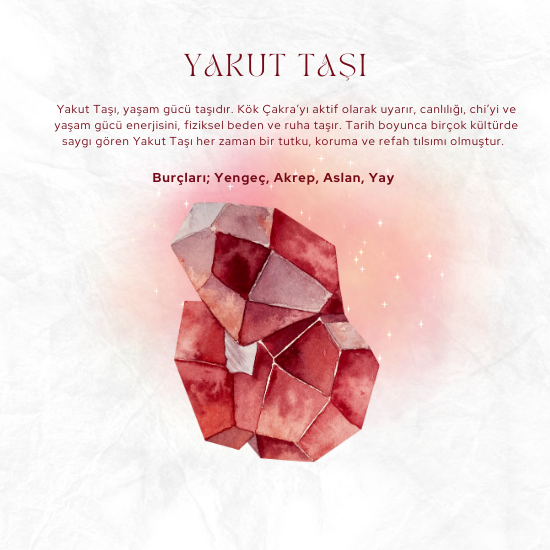 YAKUT TAŞI
Yakut Taşı, yaşam gücü taşıdır. Kök Çakra'yı aktif olarak uyarır, canlılığı, chi'yi ve
yaşam gücü enerjisini, fiziksel beden ve ruha taşır. Tarih boyunca birçok kültürde
saygı gören Yakut Taşı her zaman bir tutku, koruma ve refah tılsımı olmuştur.
Burçları; Yengeç, Akrep, Aslan, Yay